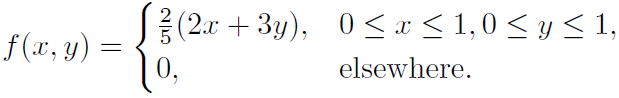 f(x, y) = { 2/5 (2x + 3y), 0 ≤ x ≤ 1, 0 ≤ y ≤ 1,
0, elsewhere.